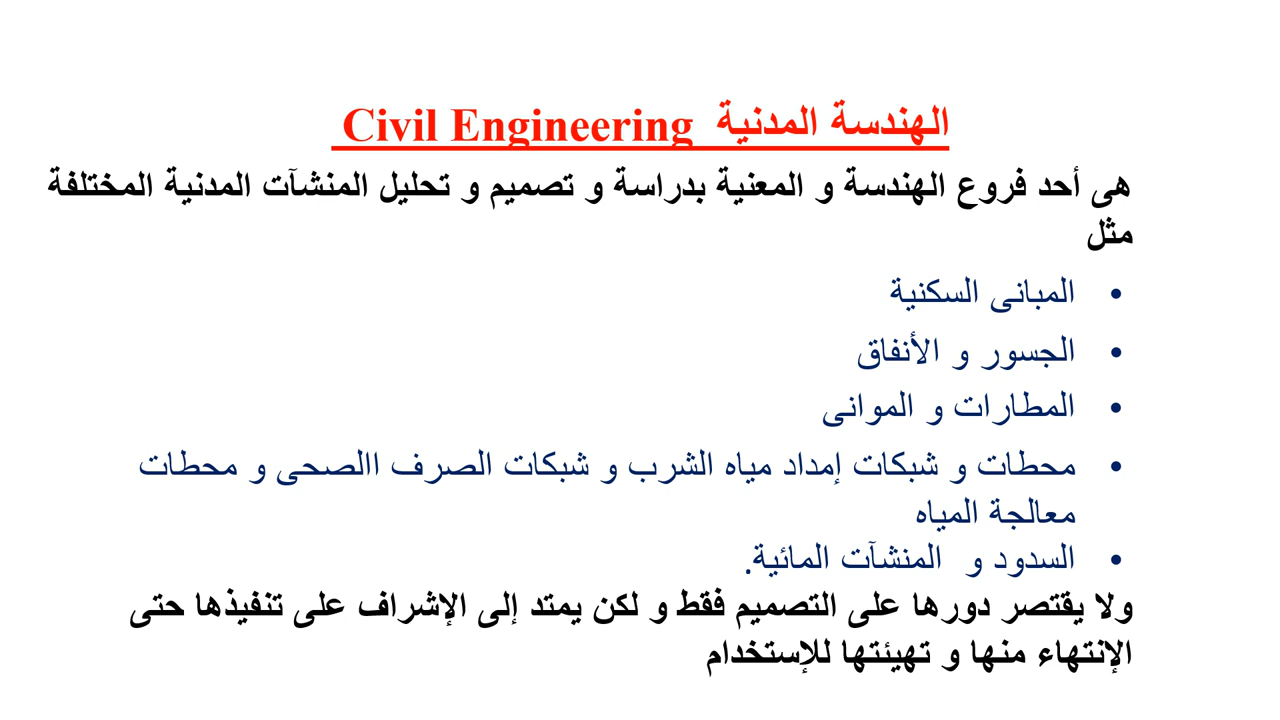 الهندسة المدنية Civil Engineering
هى أحد فروع الهندسة و المعنية بدراسة و تصميم و تحليل المنشآت المدنية المختلفة
مثل
• المبانى السكنية
• الجسور و الأنفاق
• المطارات و الموانى
• محطات و شبكات إمداد مياه الشرب و شبكات الصرف االصحى و محطات
معالجة المياه
• السدود و المنشآت المائية.
ولا يقتصر دورها على التصميم فقط و لكن يمتد إلى الإشراف على تنفيذها حتى
الإنتهاء منها و تهيئتها للإستخدام